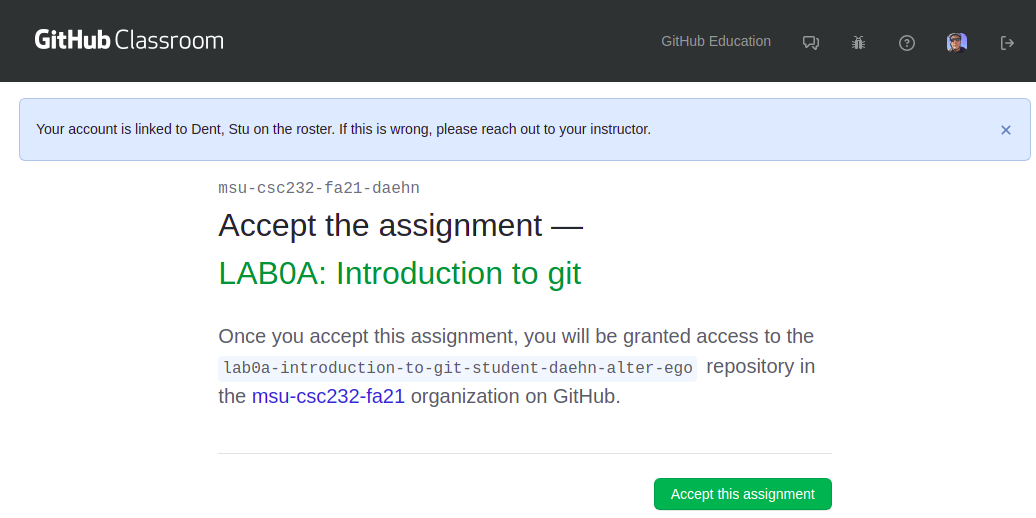 GitHub Classroom
GitHub Education
Your account is linked to Dent, Stu on the roster. If this is wrong, please reach out to your instructor.
msu-csc232-fa21-daehn
Accept the assignment —
LAB0A: Introduction to git
Once you accept this assignment, you will be granted access to the
lab0a-introduction-to-git-student-daehn-alter-ego repository in
the msu-csc232-fa21 organization on GitHub.
Accept this assignment